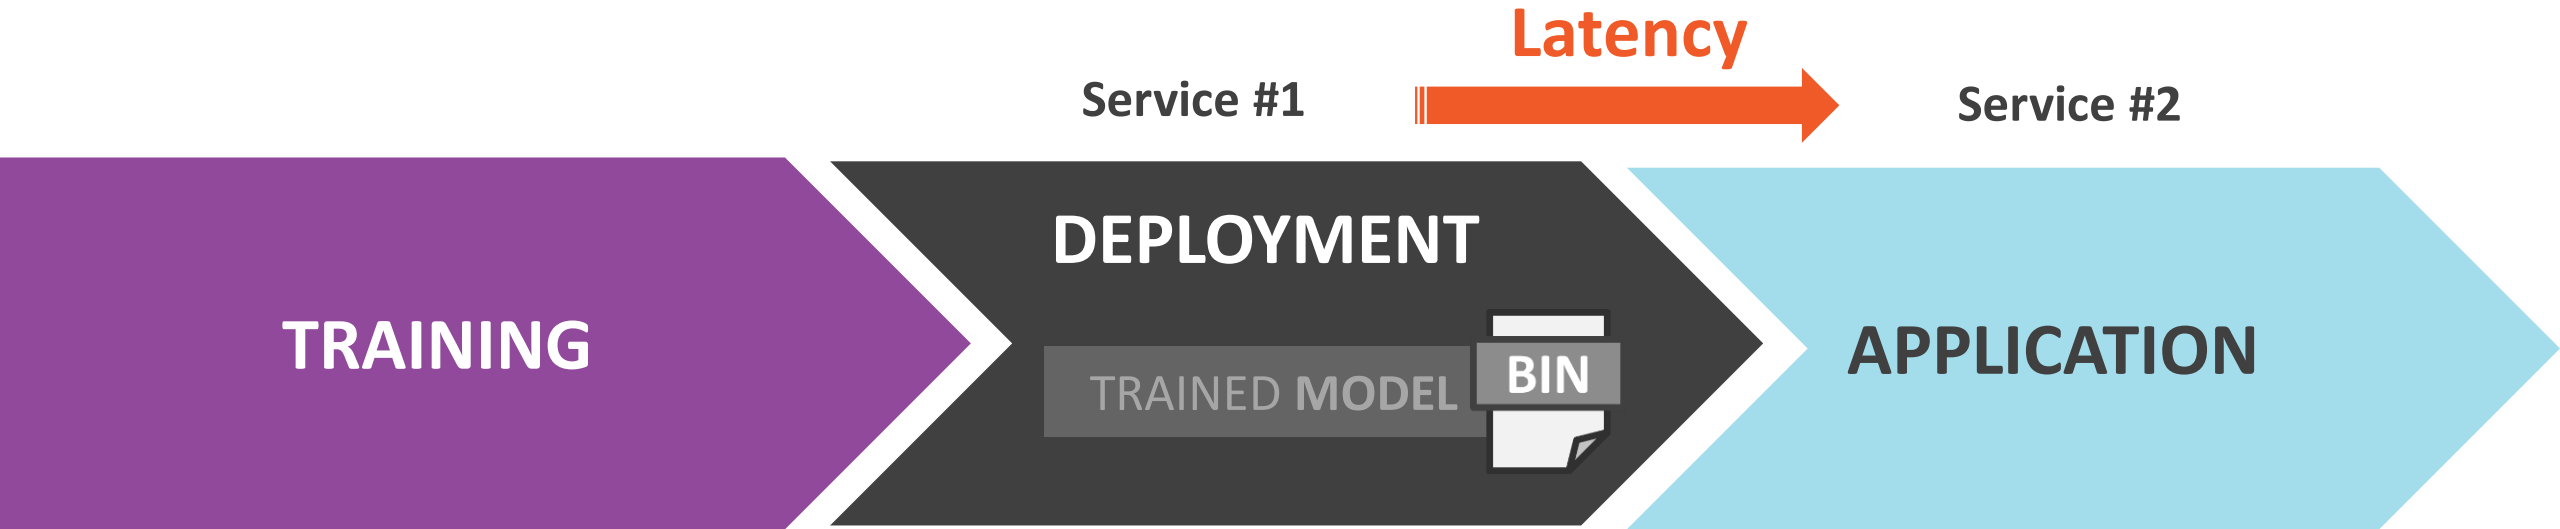 Latency
Service #1
Service #2
TRAINING
DEPLOYMENT
TRAINED MODEL
BIN
APPLICATION